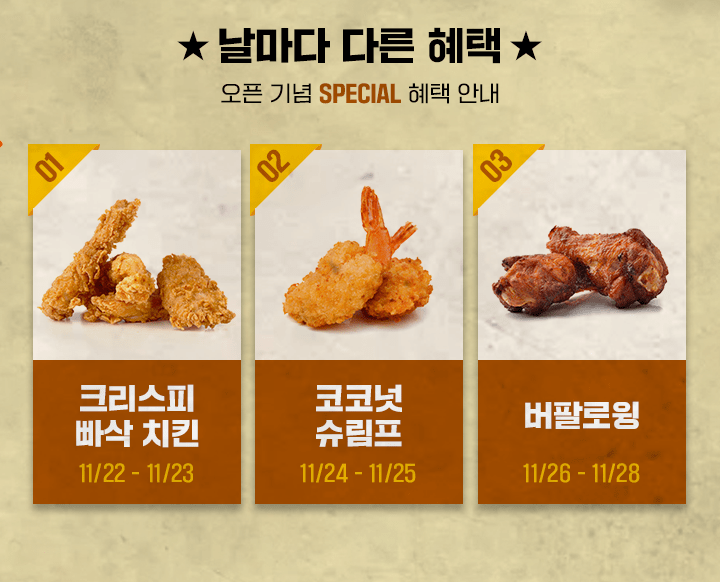 ★ 날마다 다른 혜택 ★
오픈 기념 SPECIAL 혜택 안내
01
02
03
크리스피
빠삭 치킨
11/22 - 11/23
코코넛
슈림프
11/24 - 11/25
버팔로윙
11/26 - 11/28